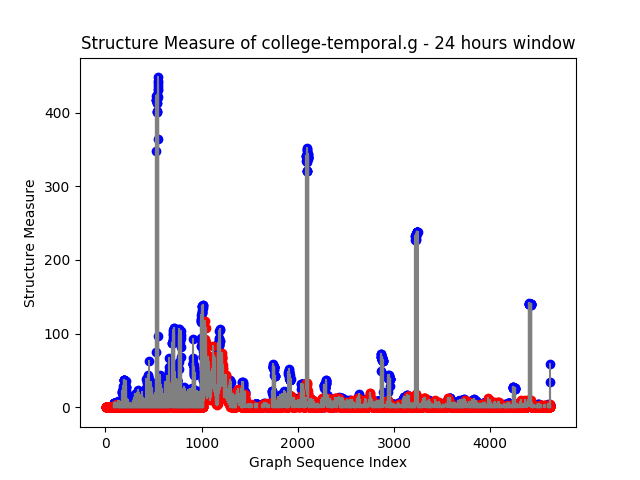 Structure Measure of college-temporal.g - 24 hours window
Structure Measure
400
300
200
100
0
0 1000 2000 3000 4000
Graph Sequence Index